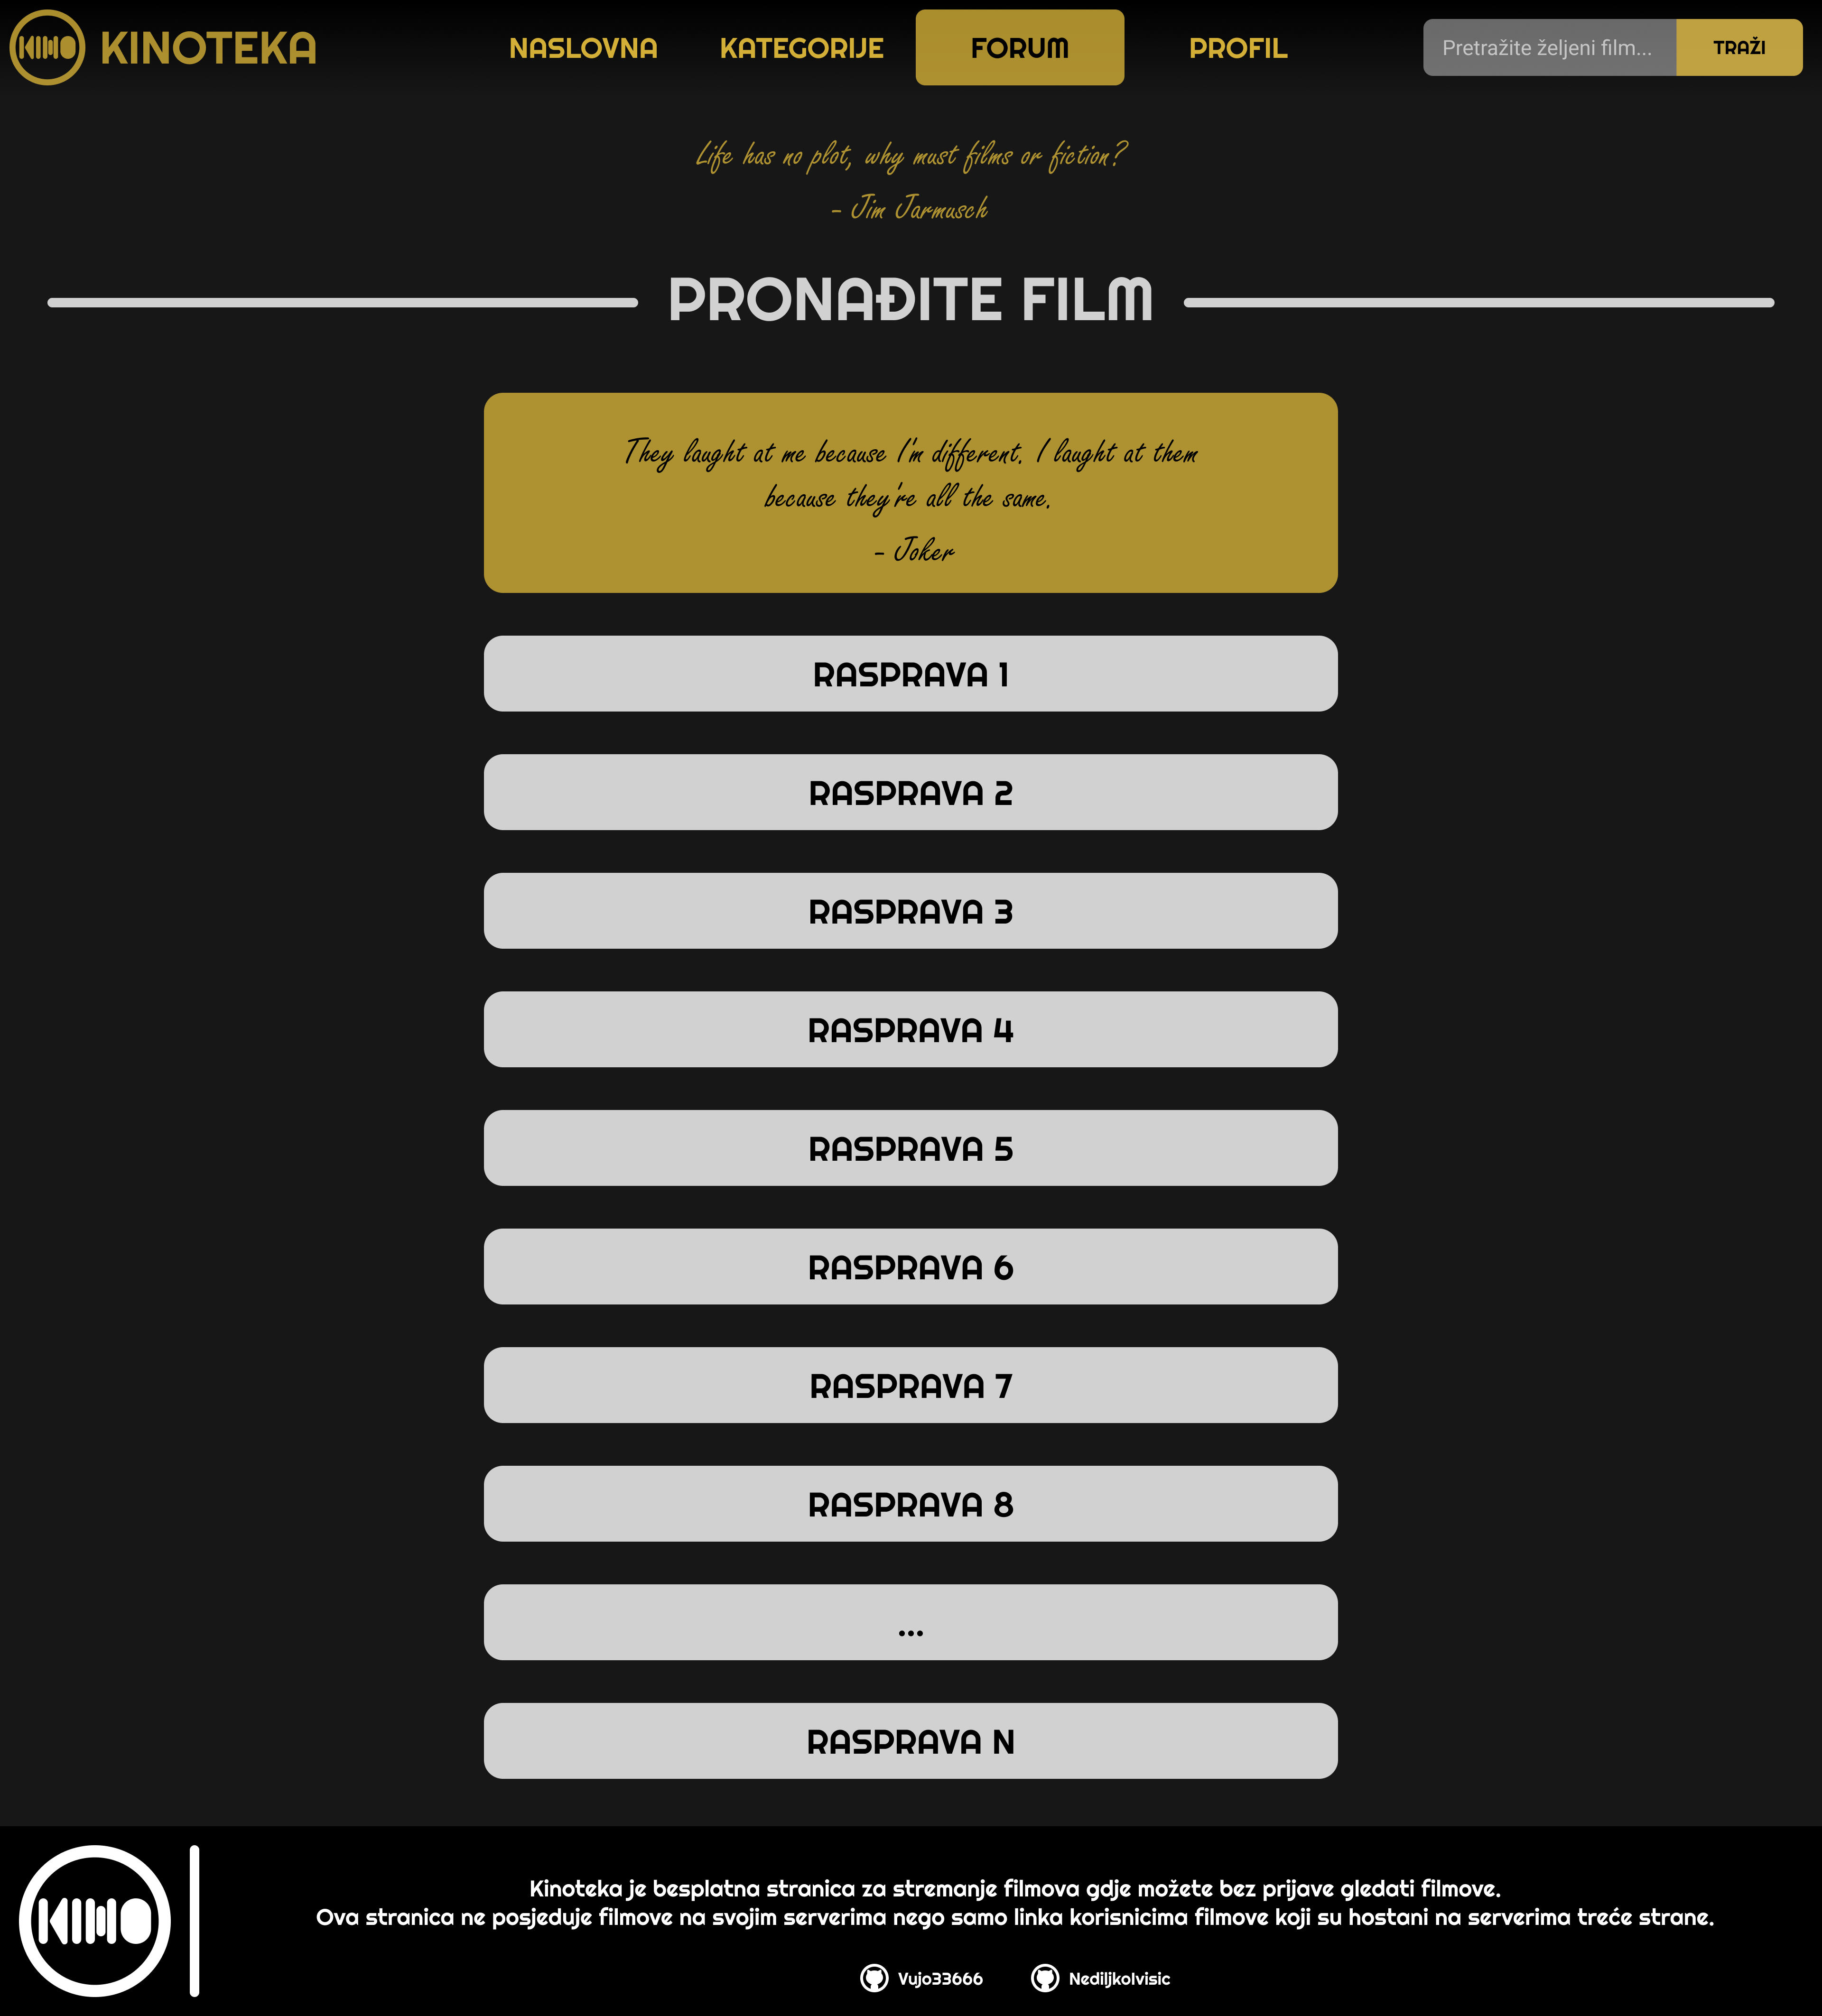 KINO
KINOTEKA
NASLOVNA
KATEGORIJE
FORUM
PROFIL
Pretražite željeni film...
TRAŽI
Life has no plot, why must films or fiction?
- Jim Jarmusch
PRONAĐITE FILM
They laught at me because I'm different. I laught at them
because they're all the same.
- Joker
RASPRAVA 1
RASPRAVA 2
RASPRAVA 3
RASPRAVA 4
RASPRAVA 5
RASPRAVA 6
RASPRAVA 7
RASPRAVA 8
...
RASPRAVA N
KINO
Kinoteka je besplatna stranica za stremanje filmova gdje možete bez prijave gledati filmove.
Ova stranica ne posjeduje filmove na svojim serverima nego samo linka korisnicima filmove koji su hostani na serverima treće strane.
Vujo33666
NediljkoIvisic